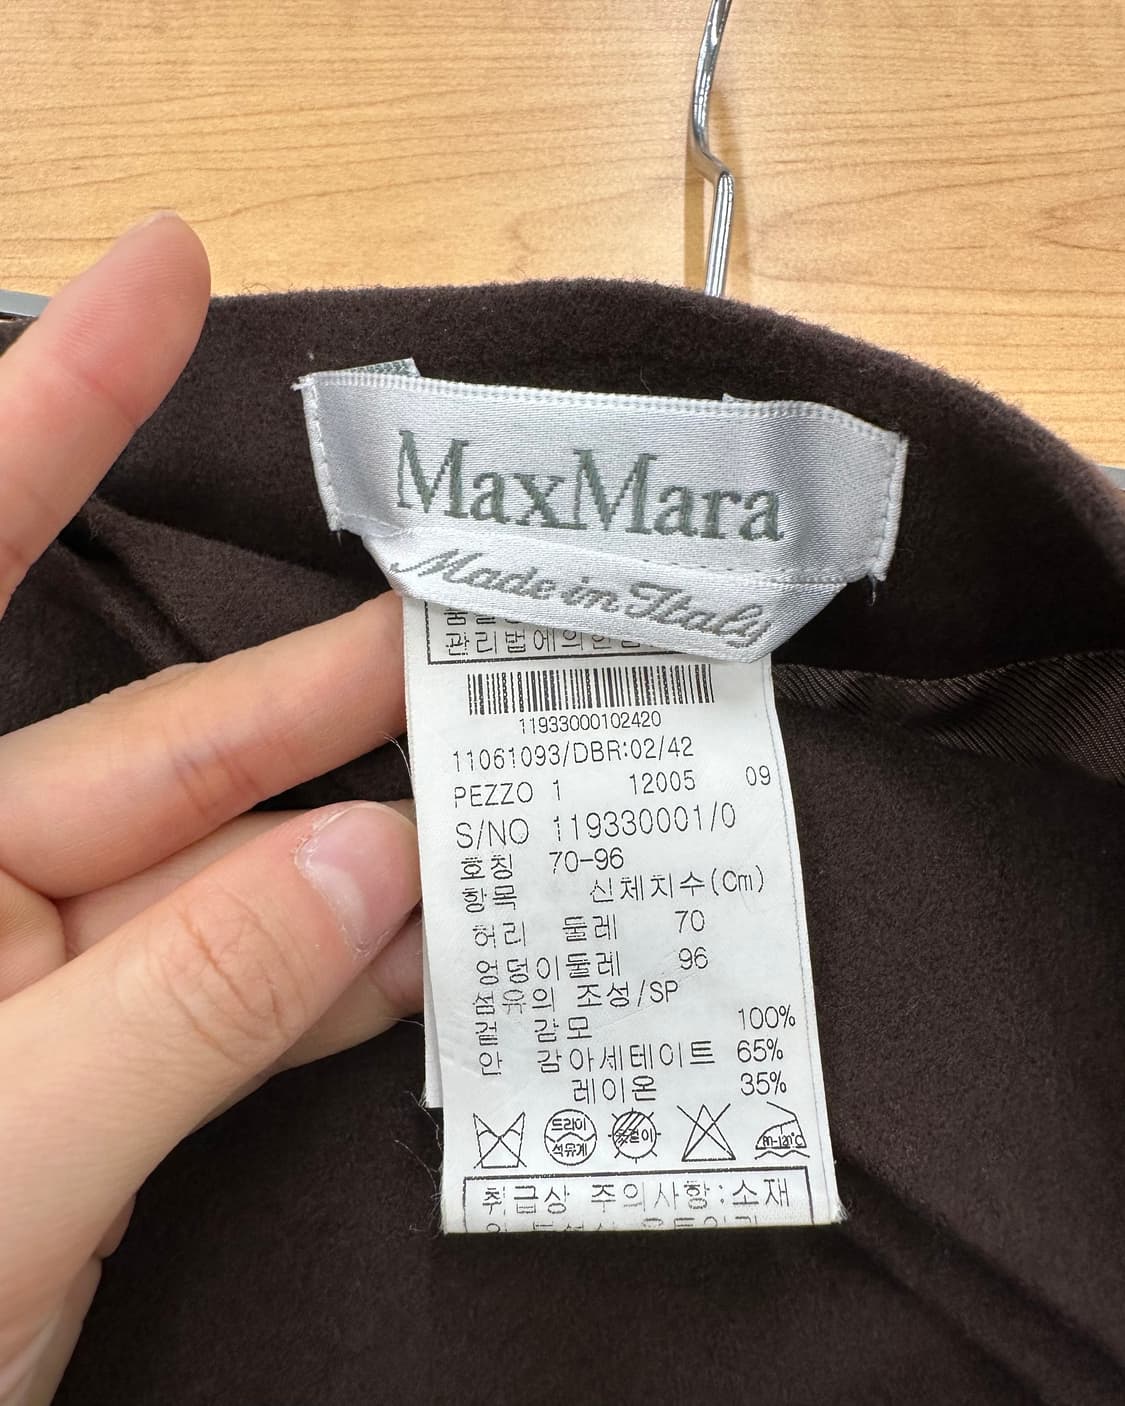 MaxMara
Made in Italy
관리법에의한
11933000102420
11061093/DBR:02/42
PEZZO 1 12005 09
S/NO 119330001/0
호칭 70-96
항목 신체치수(Cm)
허리 둘레 70
엉덩이둘레 96
섬유의 조성/SP
겉 감모 100%
안 감아세테이트 65%
레이온 35%
드라이
석유계
취급상 주의사항:소재